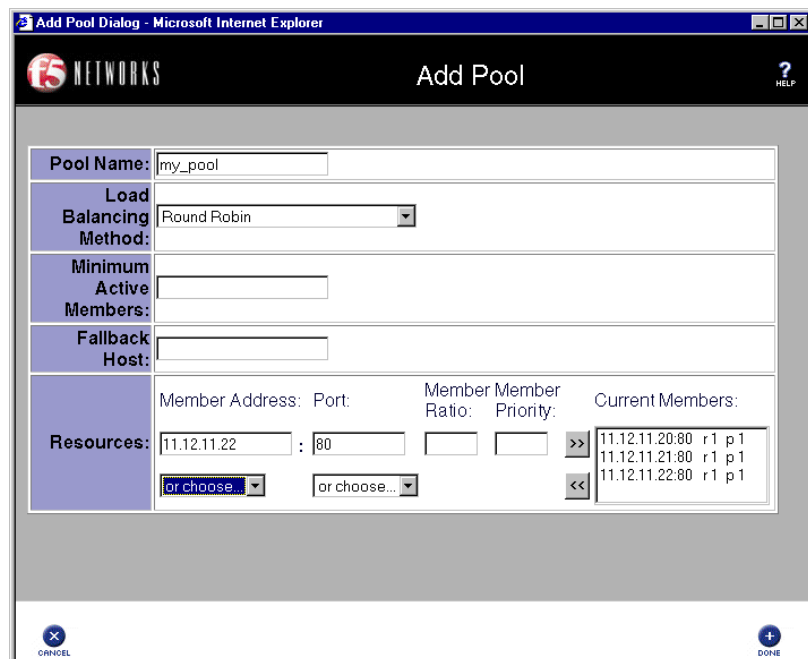 Add Pool Dialog - Microsoft Internet Explorer
f5 NETWORKS
Add Pool
?
HELP
Pool Name:
my_pool
Load
Balancing
Method:
Round Robin
Minimum
Active
Members:
Fallback
Host:
Resources:
Member Address:
Port:
Member
Ratio:
Member
Priority:
Current Members:
11.12.11.22
:
80
>>
11.12.11.20:80 r1 p1
11.12.11.21:80 r1 p1
11.12.11.22:80 r1 p1
or choose...
or choose...
<<
CANCEL
DONE